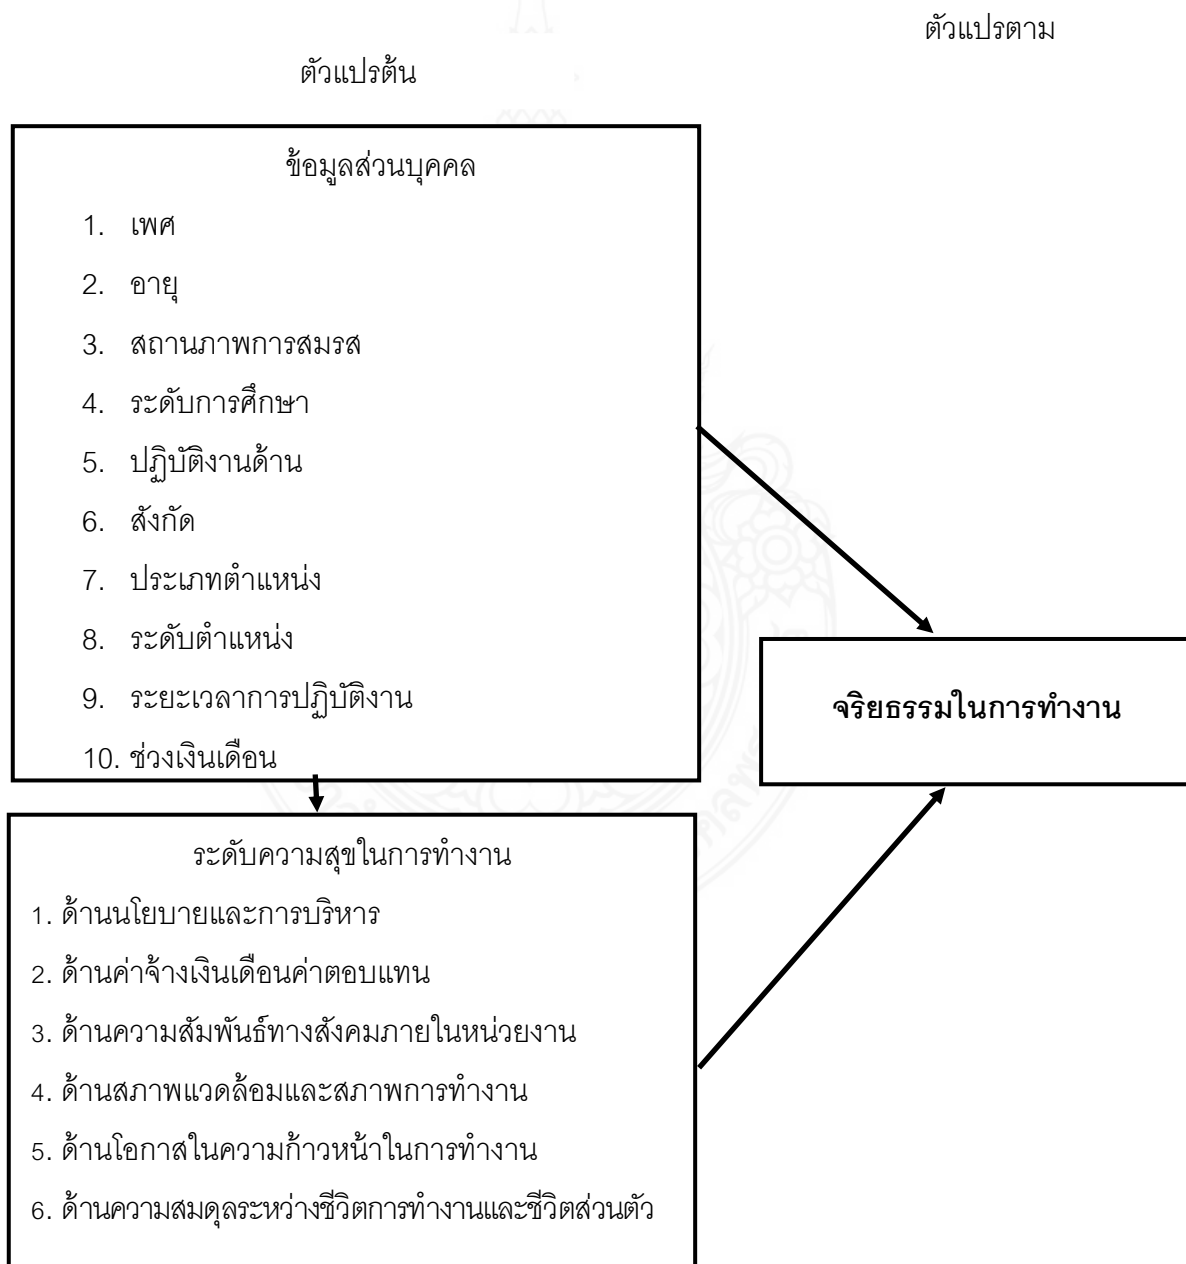 ตัวแปรตาม
ตัวแปรต้น
ข้อมูลส่วนบุคคล
1. เพศ
2. อายุ
3. สถานภาพการสมรส
4. ระดับการศึกษา
5. ปฏิบัติงานด้าน
6. สังกัด
7. ประเภทตำแหน่ง
8. ระดับตำแหน่ง
9. ระยะเวลาการปฏิบัติงาน
10. ช่วงเงินเดือน
จริยธรรมในการทำงาน
ระดับความสุขในการทำงาน
1. ด้านนโยบายและการบริหาร
2. ด้านค่าจ้างเงินเดือนค่าตอบแทน
3. ด้านความสัมพันธ์ทางสังคมภายในหน่วยงาน
4. ด้านสภาพแวดล้อมและสภาพการทำงาน
5. ด้านโอกาสในความก้าวหน้าในการทำงาน
6. ด้านความสมดุลระหว่างชีวิตการทำงานและชีวิตส่วนตัว